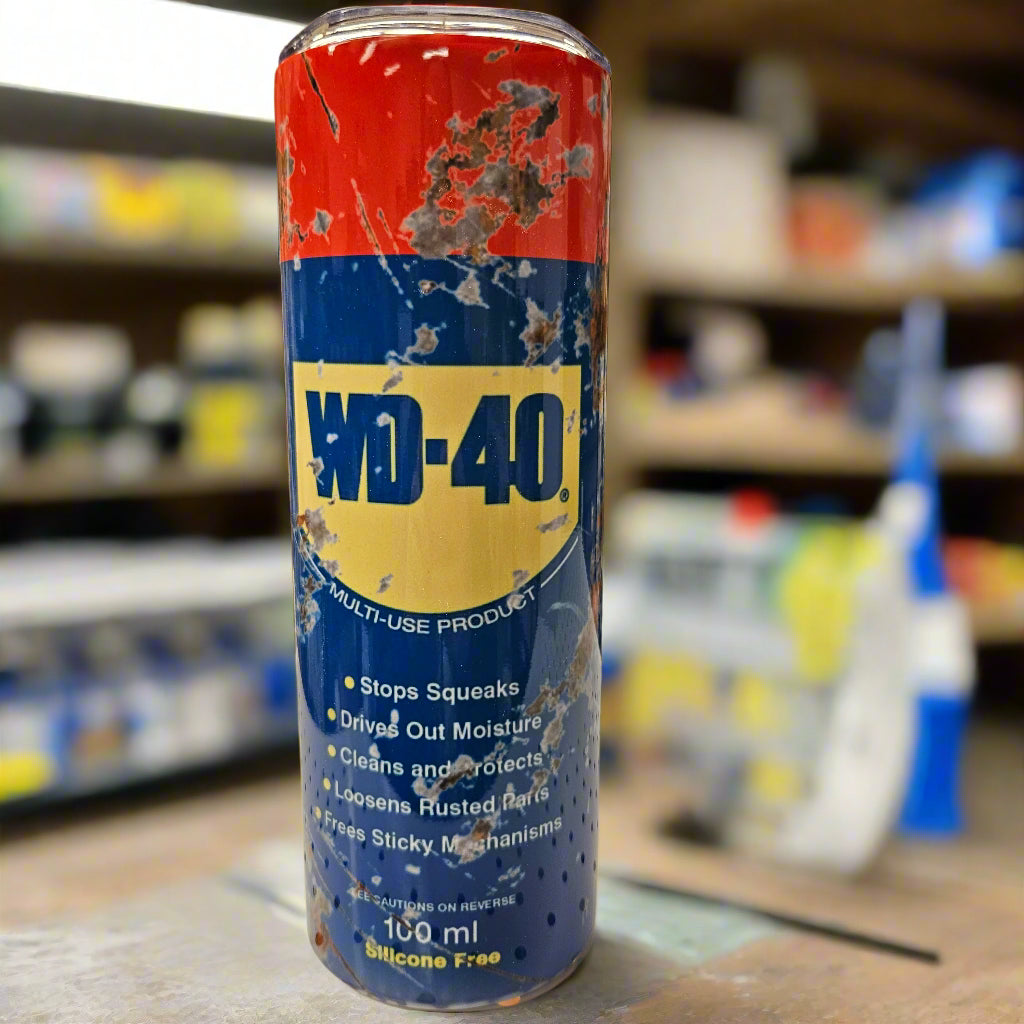 WD-40®
MULTI-USE PRODUCT
Stops Squeaks
Drives Out Moisture
Cleans and Protects
Loosens Rusted Parts
Frees Sticky Mechanisms
SEE CAUTIONS ON REVERSE
100 ml
Silicone Free